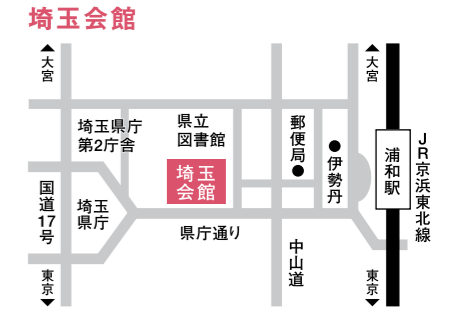 埼玉会館
大宮
大宮
埼玉県庁
第2庁舎
県立
図書館
郵便局
伊勢丹
浦和駅
JR京浜東北線
埼玉
会館
国道17号
埼玉
県庁
県庁通り
中山道
東京
東京